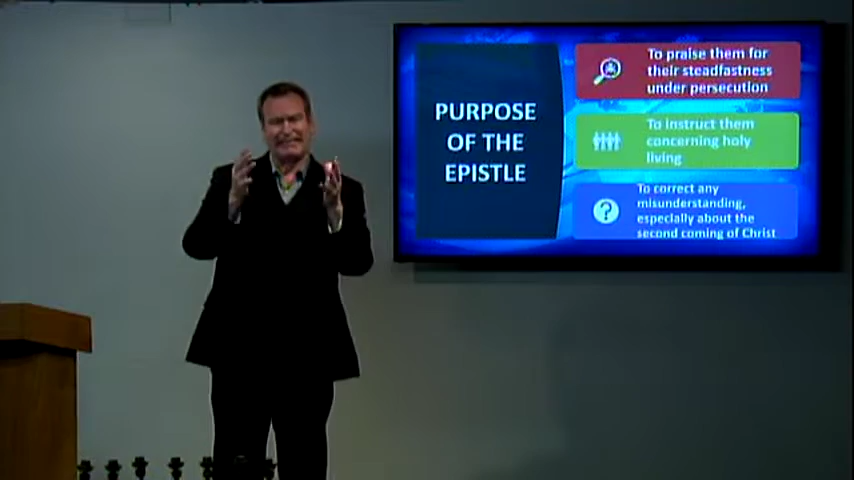 PURPOSE
OF THE
EPISTLE
To praise them for
their steadfastness
under persecution
To instruct them
concerning holy
living
To correct any
misunderstanding,
especially about the
second coming of Christ